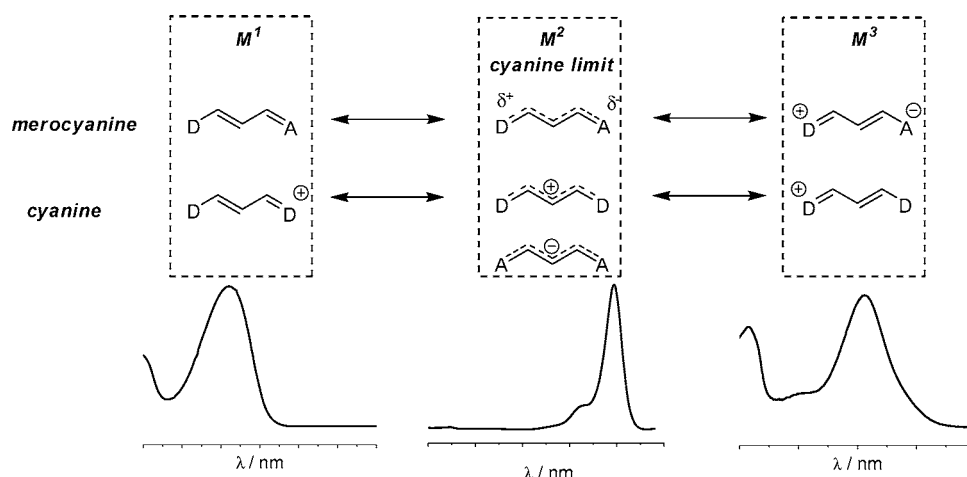 M¹ M² M³
cyanine limit
merocyanine
D A
δ⁺ δ⁻
D A
⊕ ⊖
D A
cyanine
D D ⊕
⊕
D D
⊕
D D
⊖
A A
λ / nm λ / nm λ / nm